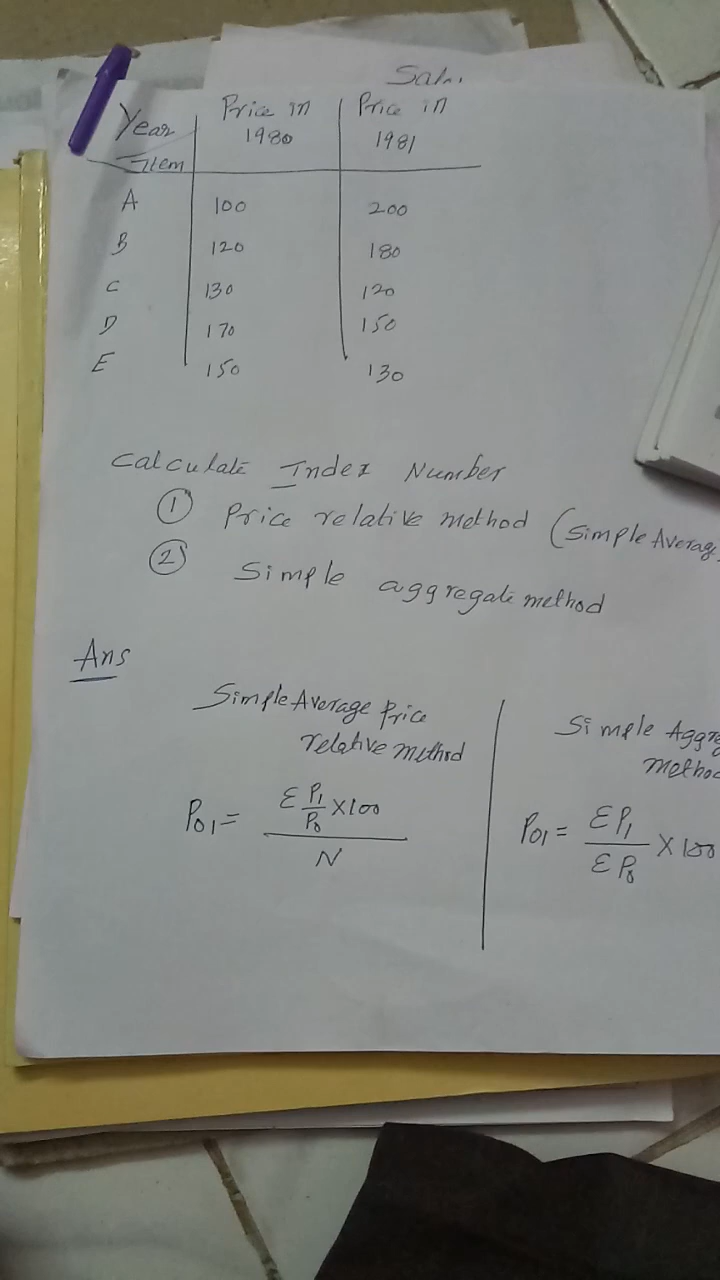 Year Price in Price in
1980 1981
Item
A 100 200
B 120 180
C 130 120
D 170 150
E 150 130
Calculate Index Number
① Price relative method (Simple Averag
② Simple aggregate method
Ans
Simple Average Price
relative method
Simple Aggre
metho
P01 = Σ P1/P0 X100 / N
P01 = ΣP1 / ΣP0 X 100